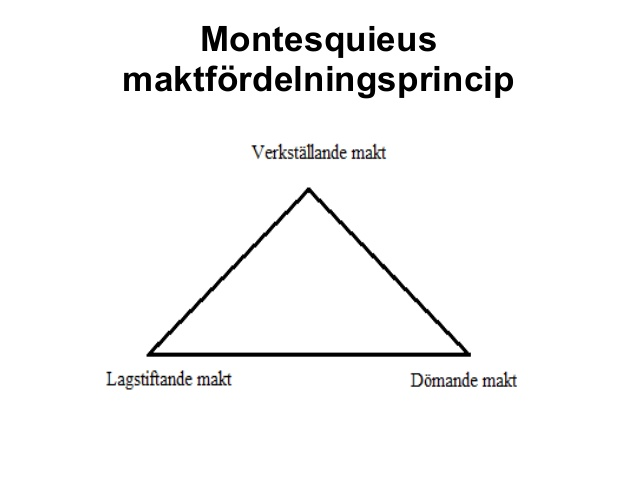 Montesquieus
maktfördelningsprincip
Verkställande makt
Lagstiftande makt
Dömande makt